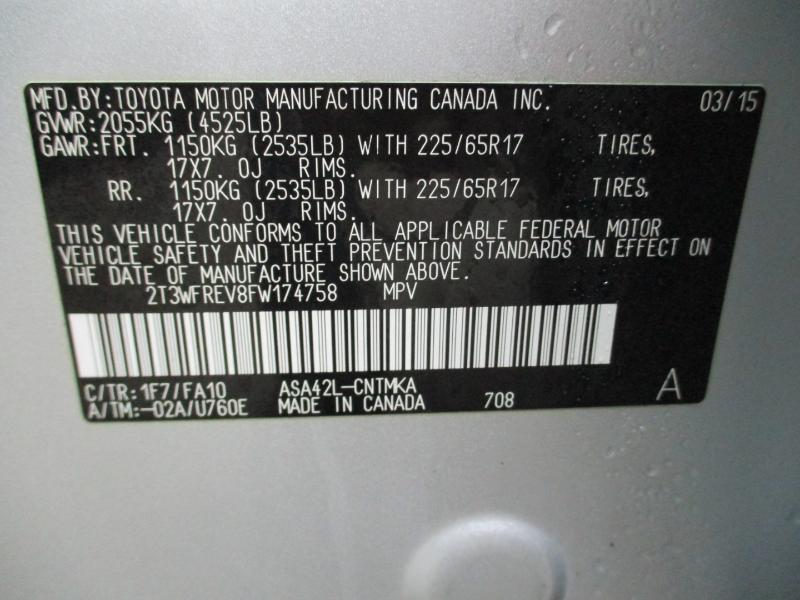 MFD.BY:TOYOTA MOTOR MANUFACTURING CANADA INC. 03/15
GVWR:2055KG (4525LB)
GAWR:FRT. 1150KG (2535LB) WITH 225/65R17 TIRES,
17X7. 0J RIMS.
RR. 1150KG (2535LB) WITH 225/65R17 TIRES,
17X7. 0J RIMS.
THIS VEHICLE CONFORMS TO ALL APPLICABLE FEDERAL MOTOR
VEHICLE SAFETY AND THEFT PREVENTION STANDARDS IN EFFECT ON
THE DATE OF MANUFACTURE SHOWN ABOVE.
2T3WFREV8FW174758 MPV
C/TR:1F7/FA10 ASA42L-CNTMKA A
A/TM:-02A/U760E MADE IN CANADA 708